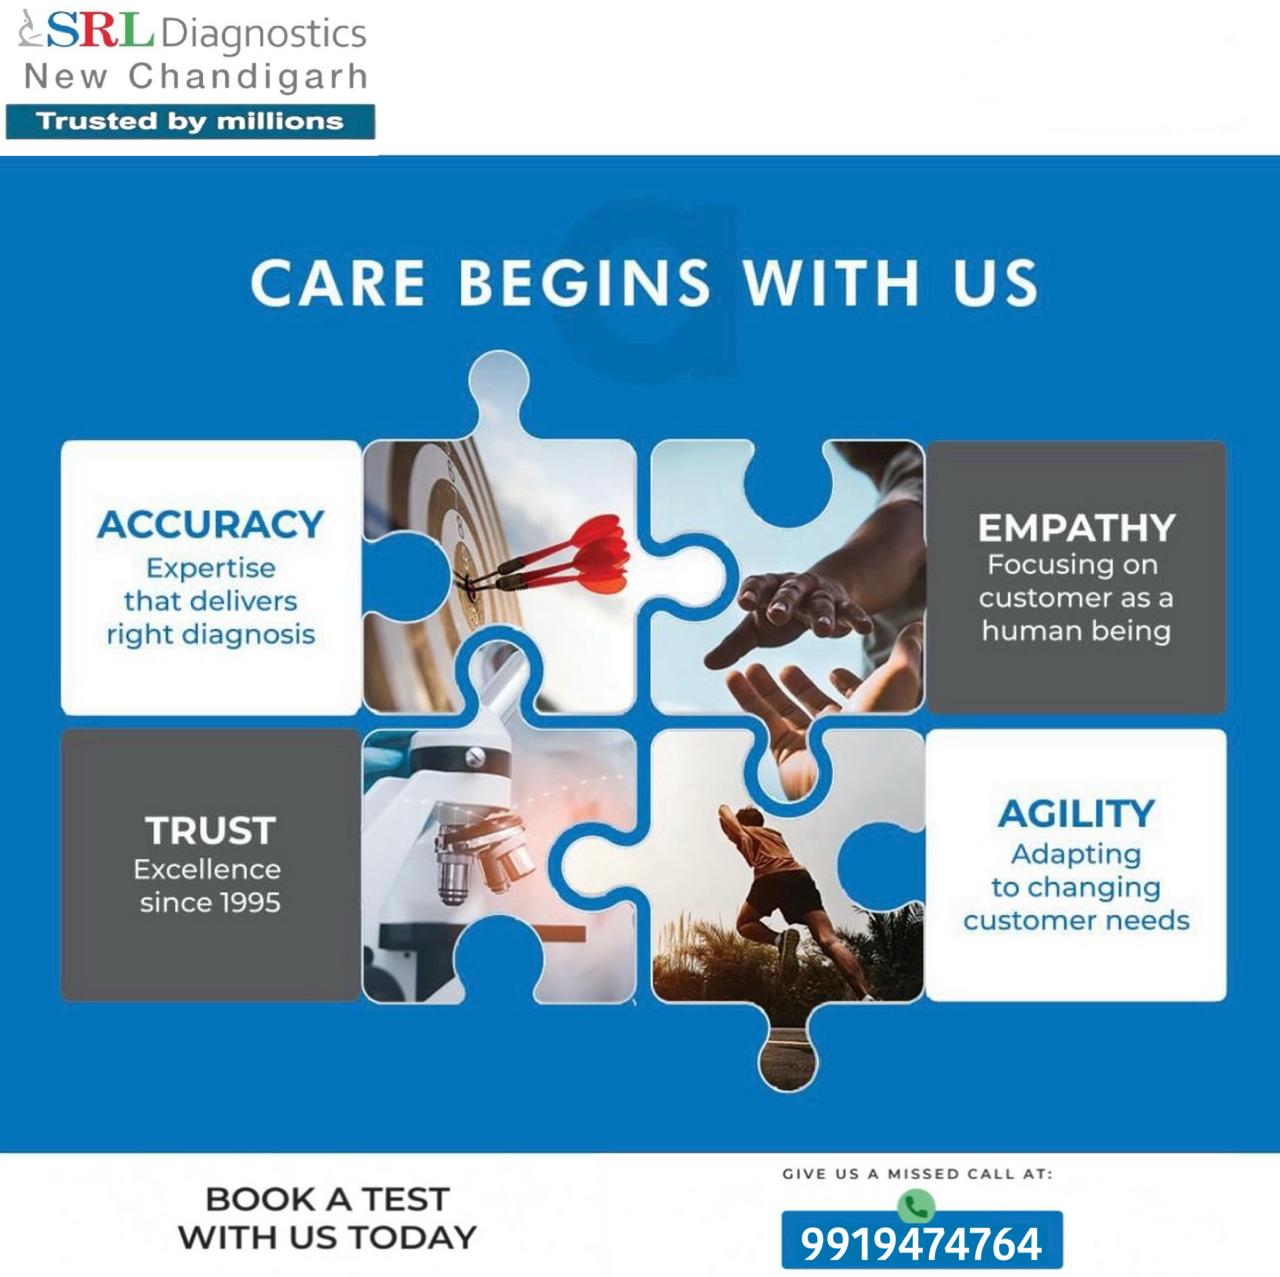 SRL Diagnostics
New Chandigarh
Trusted by millions
a
CARE BEGINS WITH US
ACCURACY
Expertise
that delivers
right diagnosis
EMPATHY
Focusing on
customer as a
human being
TRUST
Excellence
since 1995
AGILITY
Adapting
to changing
customer needs
BOOK A TEST
WITH US TODAY
GIVE US A MISSED CALL AT:
9919474764